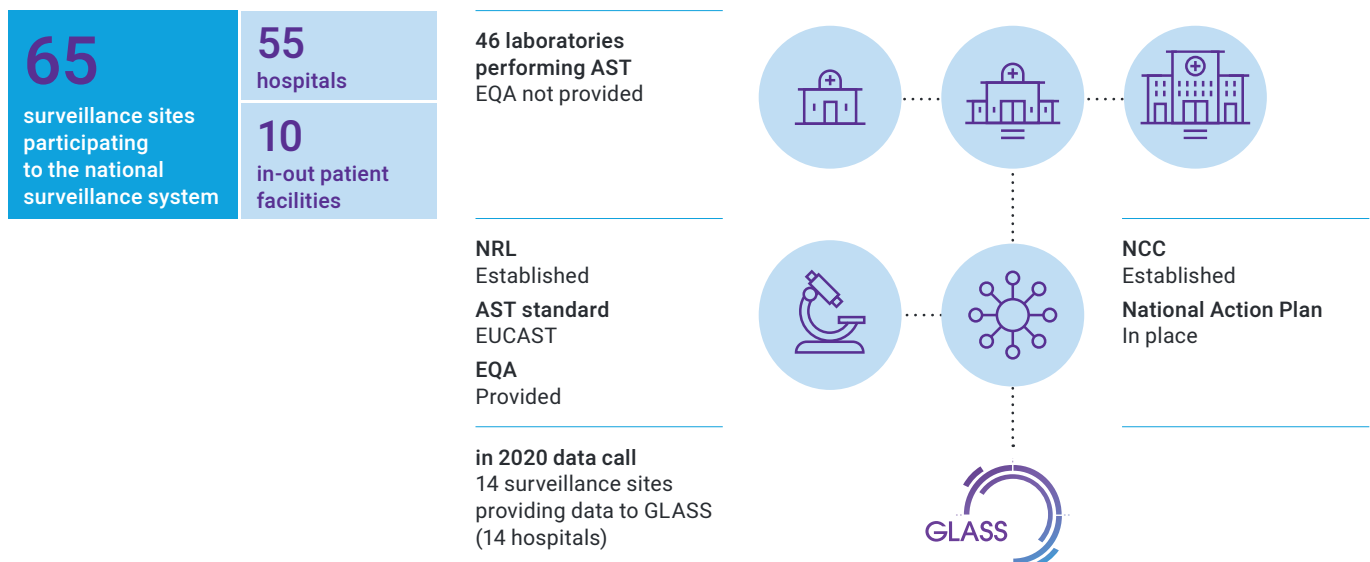 65
surveillance sites
participating
to the national
surveillance system
55
hospitals
10
in-out patient
facilities
46 laboratories
performing AST
EQA not provided
NRL
Established
AST standard
EUCAST
EQA
Provided
NCC
Established
National Action Plan
In place
in 2020 data call
14 surveillance sites
providing data to GLASS
(14 hospitals)
GLASS